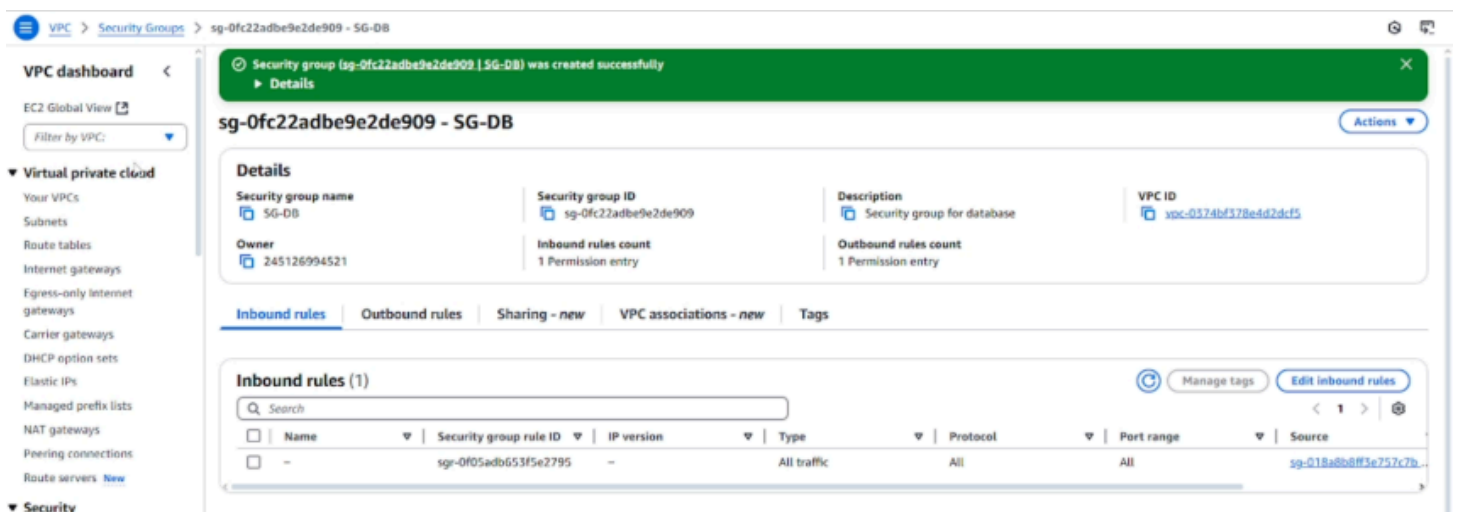 VPC > Security Groups > sg-0fc22adbe9e2de909 - SG-DB
VPC dashboard
EC2 Global View
Filter by VPC:
Virtual private cloud
Your VPCs
Subnets
Route tables
Internet gateways
Egress-only Internet
gateways
Carrier gateways
DHCP option sets
Elastic IPs
Managed prefix lists
NAT gateways
Peering connections
Route servers New
Security
Security group (sg-0fc22adbe9e2de909 | SG-DB) was created successfully
Details
sg-0fc22adbe9e2de909 - SG-DB
Actions
Details
Security group name Security group ID Description VPC ID
SG-DB sg-0fc22adbe9e2de909 Security group for database vpc-0374bf378e4d2dcf5
Owner Inbound rules count Outbound rules count
245126994521 1 Permission entry 1 Permission entry
Inbound rules Outbound rules Sharing - new VPC associations - new Tags
Inbound rules (1)
Manage tags Edit inbound rules
Search
< 1 >
Name Security group rule ID IP version Type Protocol Port range Source
– sgr-0f05adb653f5e2795 – All traffic All All sg-018a8b8ff3e757c7b...